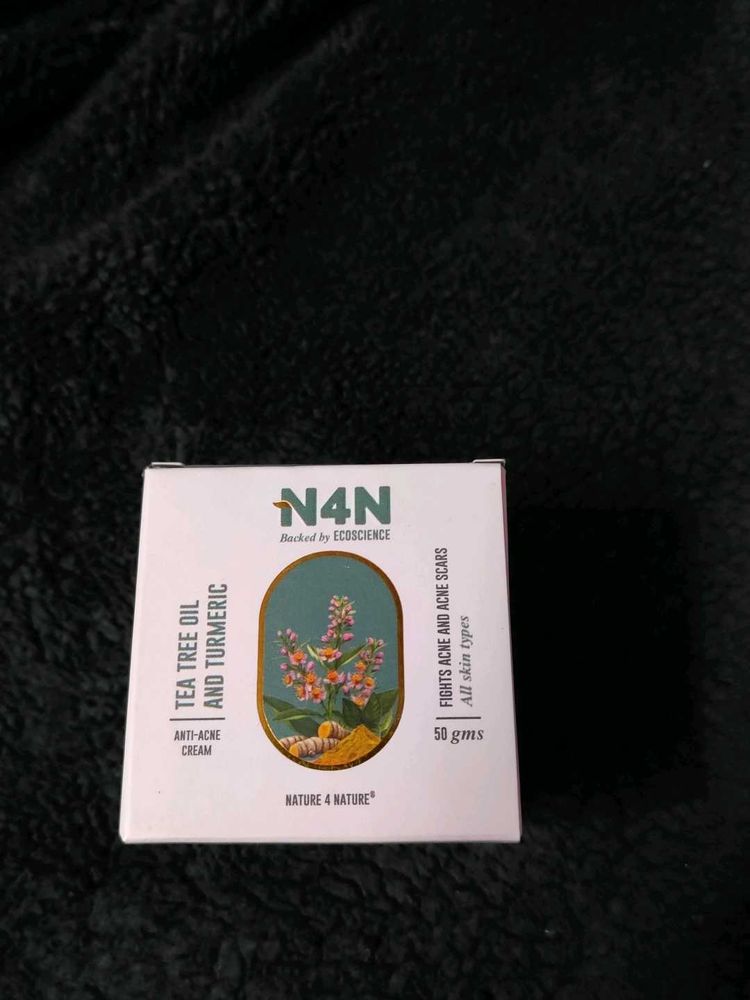 N4N
Backed by ECOSCIENCE
TEA TREE OIL
AND TURMERIC
ANTI-ACNE
CREAM
FIGHTS ACNE AND ACNE SCARS
All skin types
50 gms
NATURE 4 NATURE®